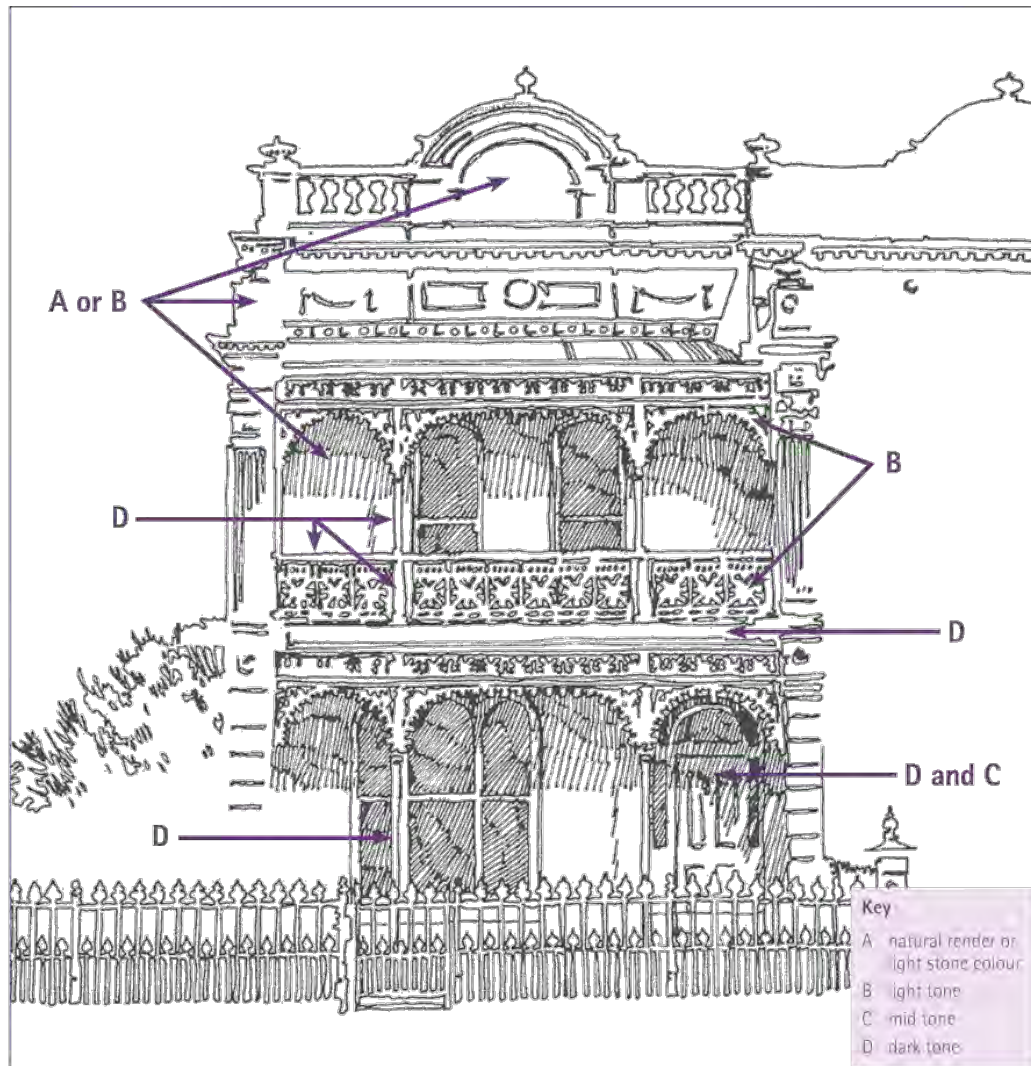 A or B
B
D
D
D and C
D
Key
A natural render or
light stone colour
B light tone
C mid tone
D dark tone